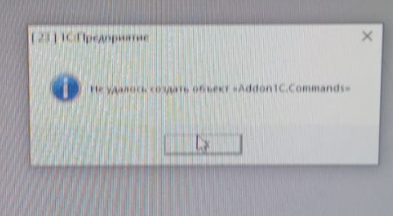 [23] 1С:Предприятие
Не удалось создать объект «Addon1C.Commands»